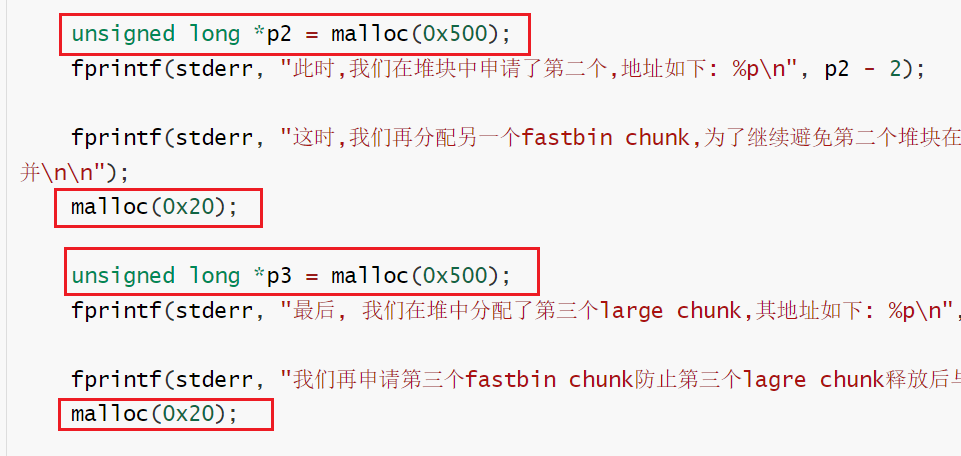 unsigned long *p2 = malloc(0x500);
fprintf(stderr, "此时,我们在堆块中申请了第二个,地址如下: %p\n", p2 - 2);
fprintf(stderr, "这时,我们再分配另一个fastbin chunk,为了继续避免第二个堆块在
并\n\n");
malloc(0x20);
unsigned long *p3 = malloc(0x500);
fprintf(stderr, "最后, 我们在堆中分配了第三个large chunk,其地址如下: %p\n",
fprintf(stderr, "我们再申请第三个fastbin chunk防止第三个lagre chunk释放后与
malloc(0x20);